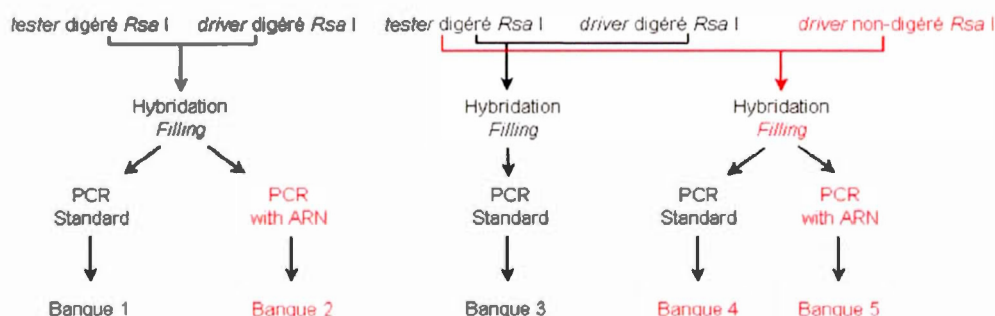 tester digéré Rsa I driver digéré Rsa I tester digéré Rsa I driver digéré Rsa I driver non-digéré Rsa I
Hybridation Hybridation Hybridation
Filling Filling Filling
PCR PCR PCR PCR PCR
Standard with ARN Standard Standard with ARN
Banque 1 Banque 2 Banque 3 Banque 4 Banque 5